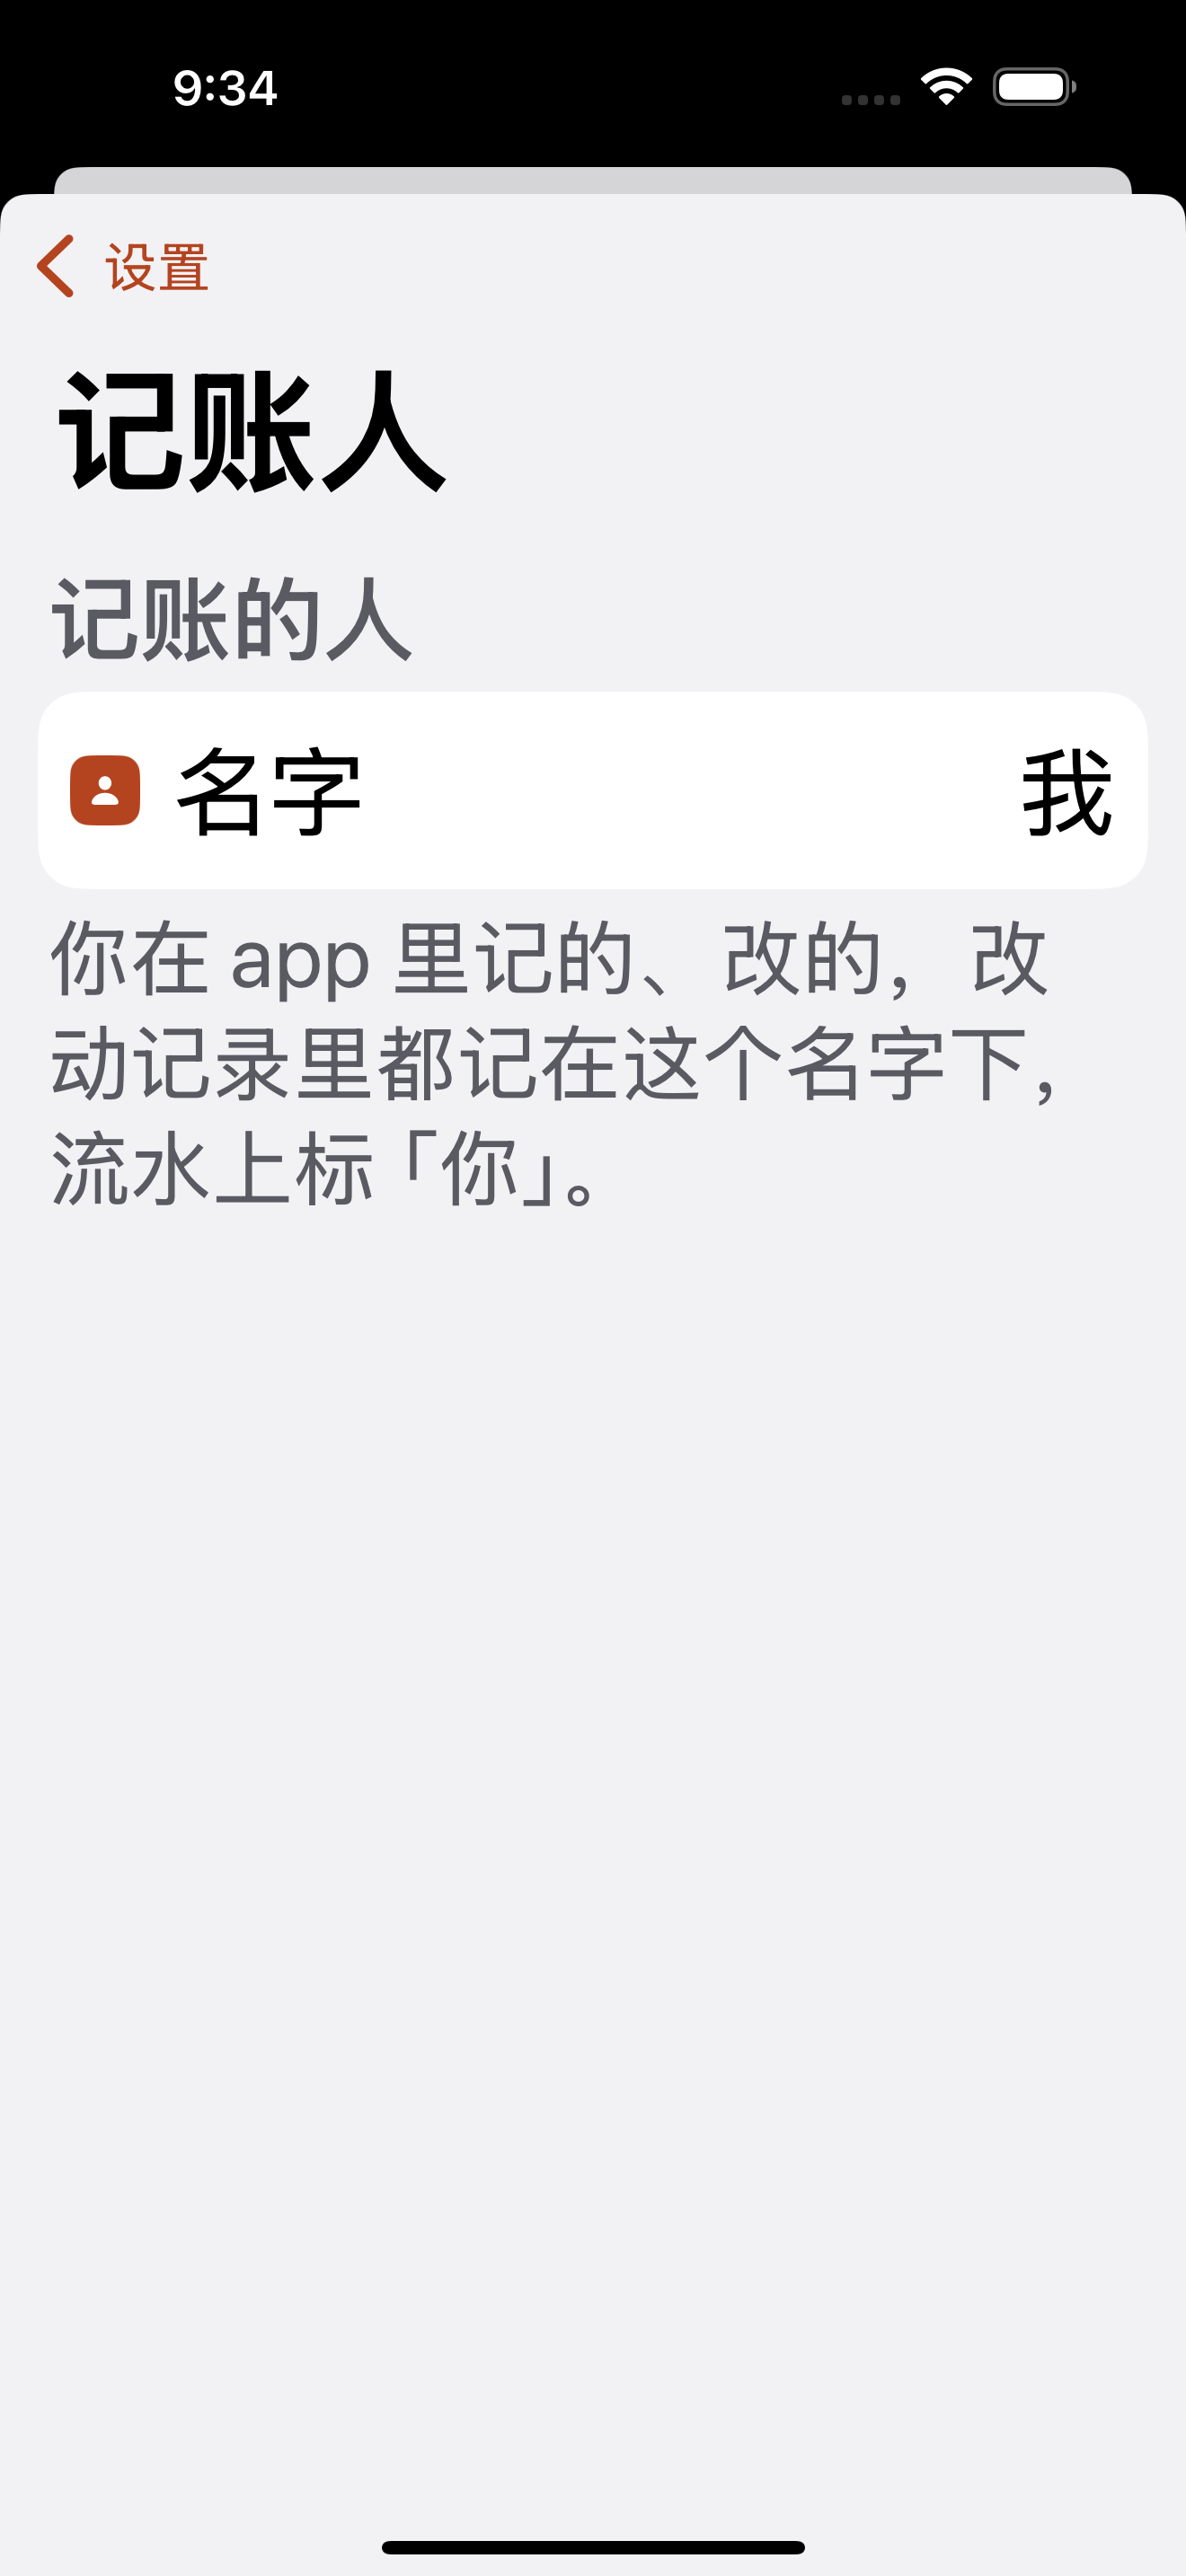 9:34
设置
记账人
记账的人
名字
我
你在 app 里记的、改的，改
动记录里都记在这个名字下，
流水上标「你」。